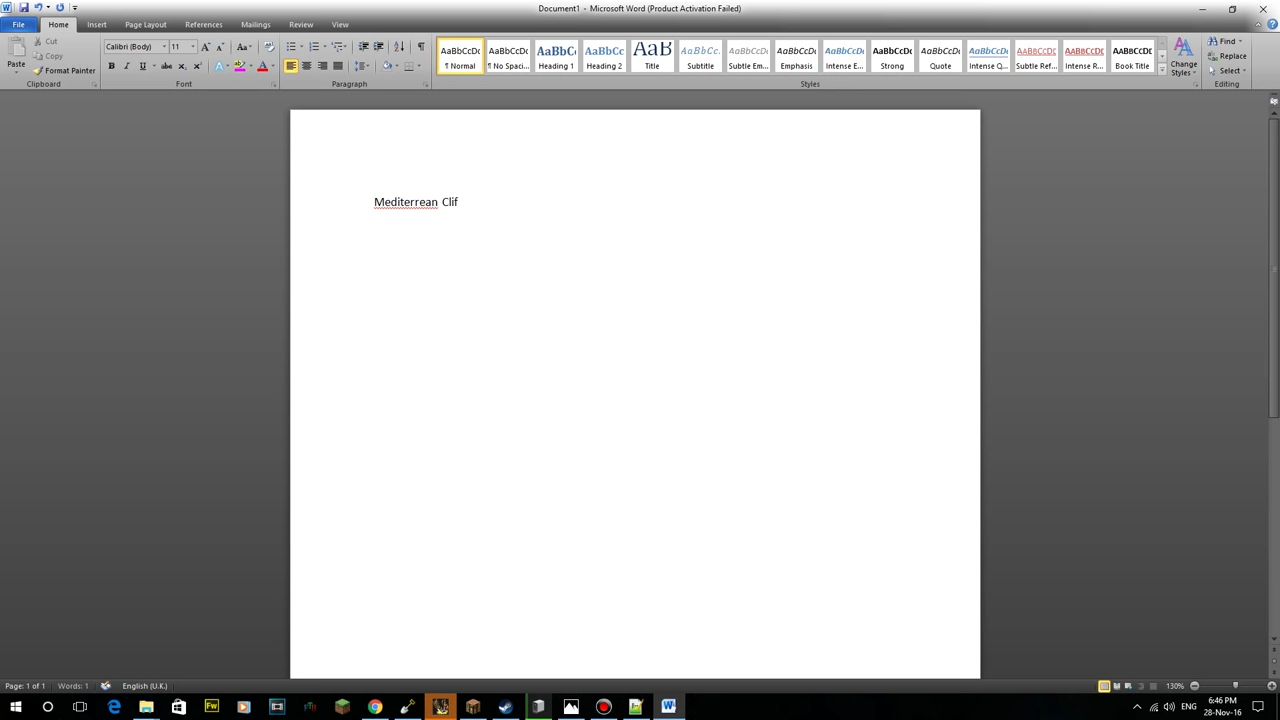 Document1 - Microsoft Word (Product Activation Failed)
File Home Insert Page Layout References Mailings Review View
Paste
Cut
Copy
Format Painter
Clipboard
Calibri (Body) 11
Font
Paragraph
AaBbCcDc AaBbCcDc AaBbC AaBbCc AaB AaBbCc. AaBbCcDc AaBbCcDc AaBbCcDc AaBbCcDc AaBbCcDc AaBbCcDc AABBCCDC AABBCCDC AABBCCDC
¶ Normal ¶ No Spaci... Heading 1 Heading 2 Title Subtitle Subtle Em... Emphasis Intense E... Strong Quote Intense Q... Subtle Ref... Intense R... Book Title
Styles
Change
Styles
Find
Replace
Select
Editing
Mediterrean Clif
Page: 1 of 1 Words: 1 English (U.K.) 130%
Fw
ENG
6:46 PM
28-Nov-16